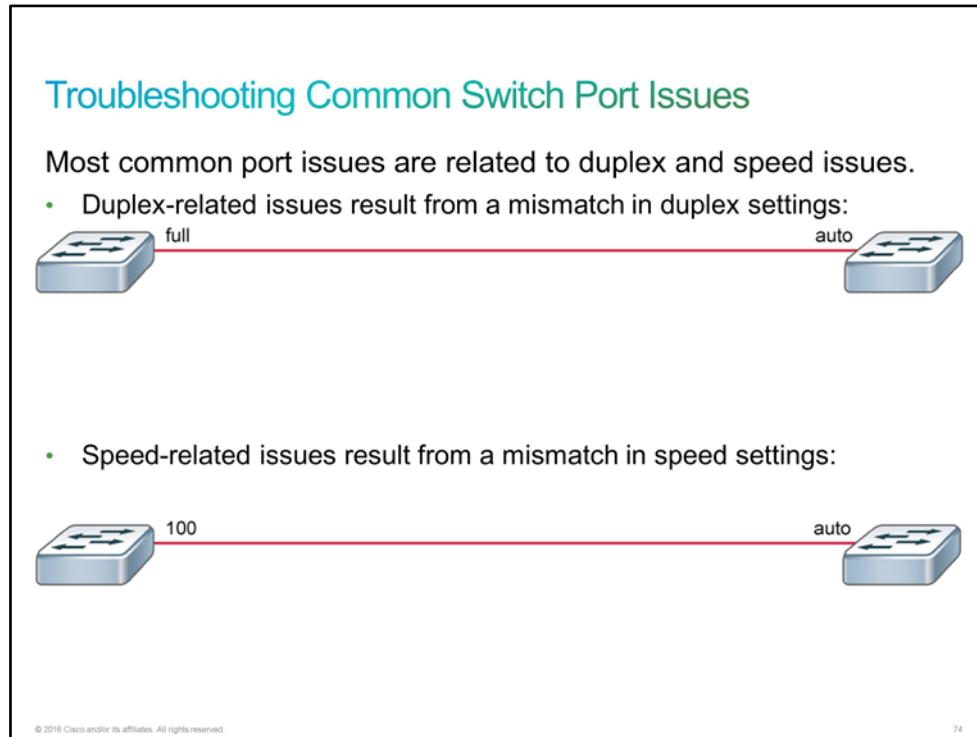 Troubleshooting Common Switch Port Issues
Most common port issues are related to duplex and speed issues.
• Duplex-related issues result from a mismatch in duplex settings:
full
auto
• Speed-related issues result from a mismatch in speed settings:
100
auto
© 2016 Cisco and/or its affiliates. All rights reserved.
74